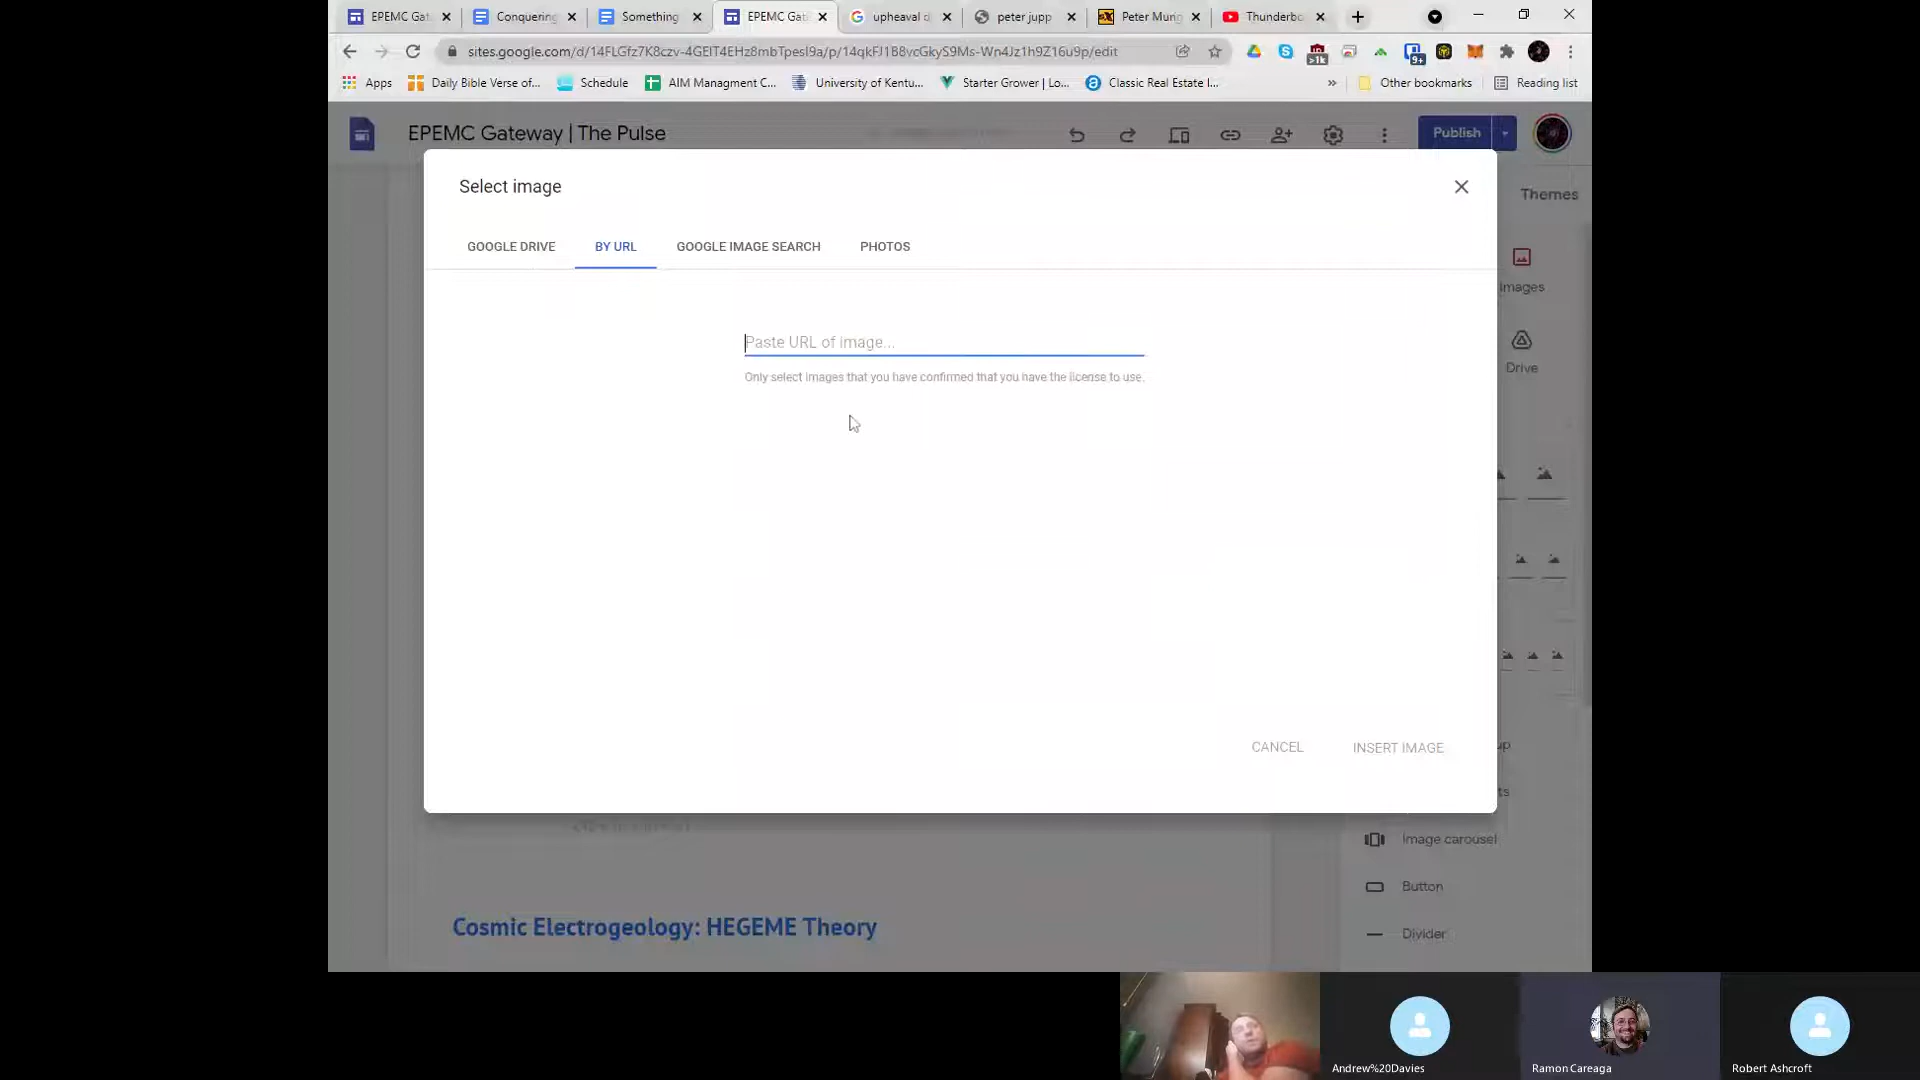 EPEMC Gat
Conquering
Something
EPEMC Gat
upheaval d
peter jupp
Peter Mung
Thunderbo
sites.google.com/d/14FLGfz7K8czv-4GEIT4EHz8mbTpesl9a/p/14qkFJ1B8vcGkyS9Ms-Wn4Jz1h9Z16u9p/edit
>1k
9+
Apps
Daily Bible Verse of...
Schedule
AIM Managment C...
University of Kentu...
Starter Grower | Lo...
Classic Real Estate I...
»
Other bookmarks
Reading list
EPEMC Gateway | The Pulse
Publish
Select image
Themes
GOOGLE DRIVE
BY URL
GOOGLE IMAGE SEARCH
PHOTOS
Images
Paste URL of image...
Only select images that you have confirmed that you have the license to use.
Drive
CANCEL
INSERT IMAGE
Image carousel
Button
Cosmic Electrogeology: HEGEME Theory
Divider
Andrew%20Davies
Ramon Careaga
Robert Ashcroft